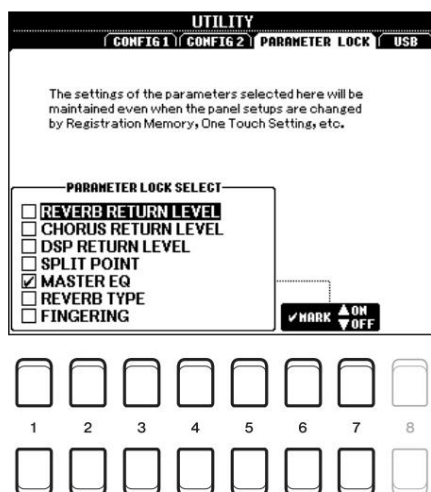 UTILITY
CONFIG 1 CONFIG 2 PARAMETER LOCK USB
The settings of the parameters selected here will be
maintained even when the panel setups are changed
by Registration Memory, One Touch Setting, etc.
PARAMETER LOCK SELECT
REVERB RETURN LEVEL
CHORUS RETURN LEVEL
DSP RETURN LEVEL
SPLIT POINT
✓ MASTER EQ
REVERB TYPE
FINGERING
✓MARK ▲ON
▼OFF
1 2 3 4 5 6 7 8